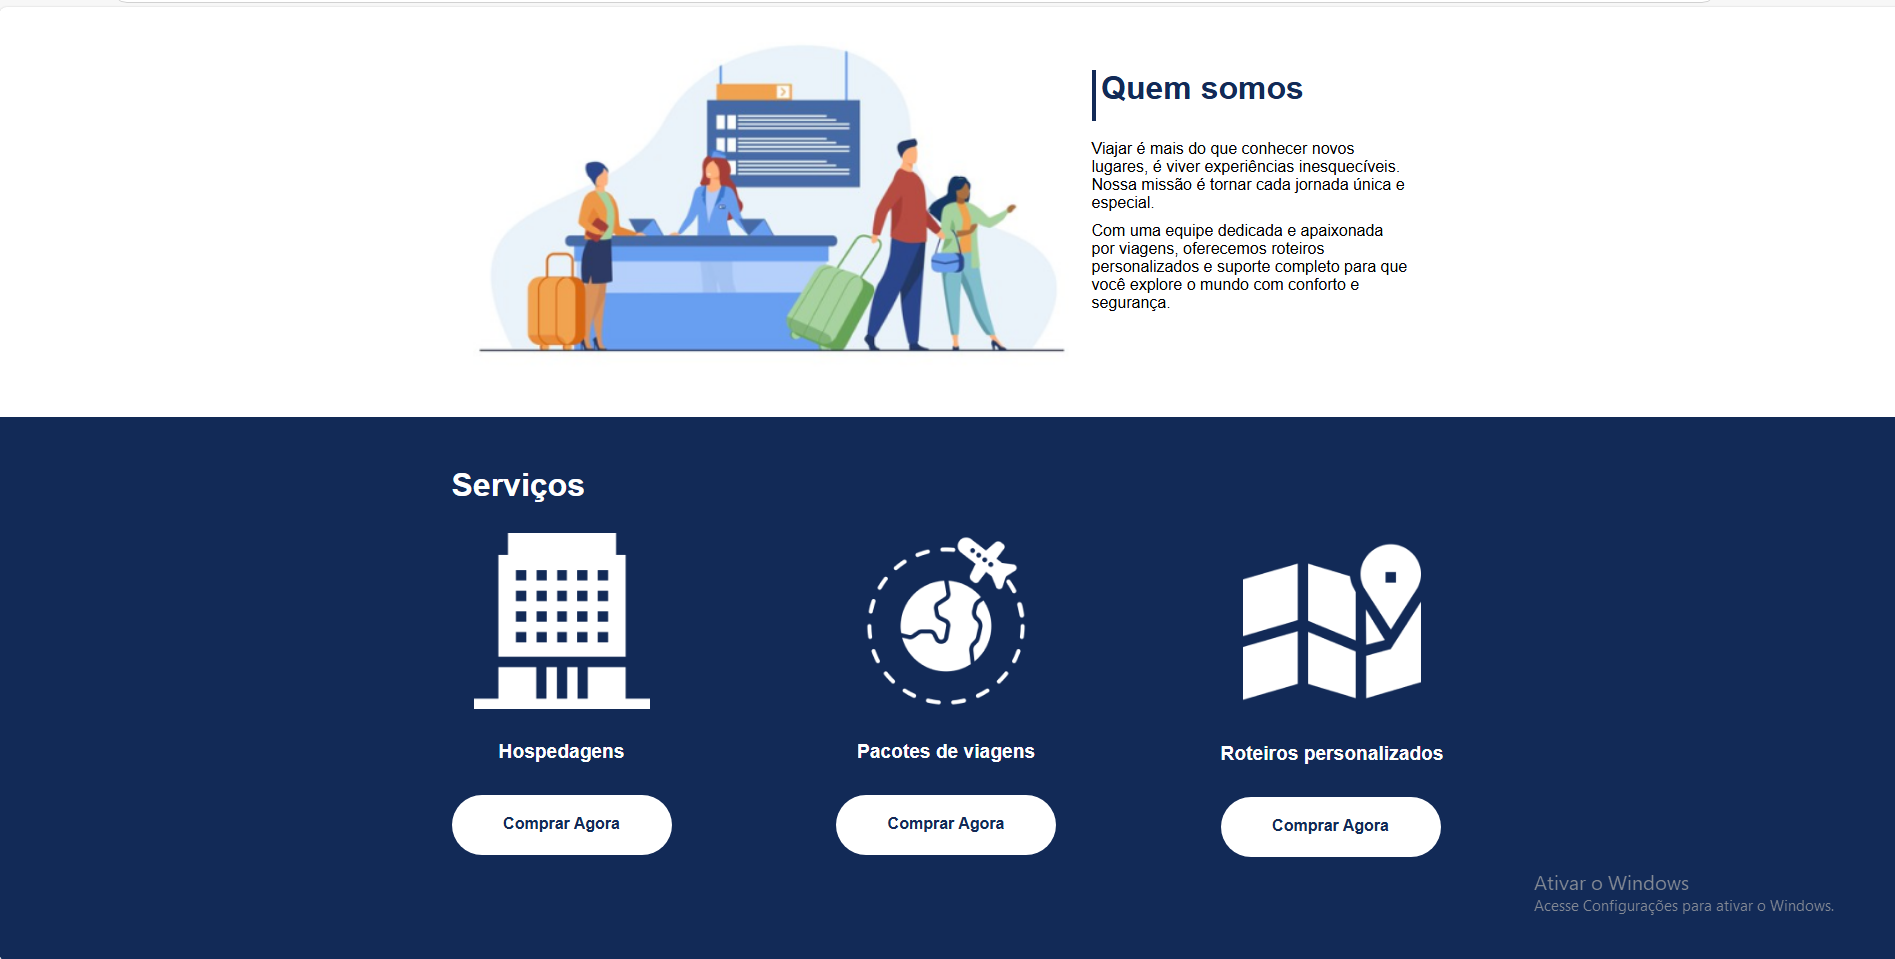 Quem somos
Viajar é mais do que conhecer novos
lugares, é viver experiências inesquecíveis.
Nossa missão é tornar cada jornada única e
especial.
Com uma equipe dedicada e apaixonada
por viagens, oferecemos roteiros
personalizados e suporte completo para que
você explore o mundo com conforto e
segurança.
Serviços
Hospedagens
Pacotes de viagens
Roteiros personalizados
Comprar Agora
Comprar Agora
Comprar Agora
Ativar o Windows
Acesse Configurações para ativar o Windows.